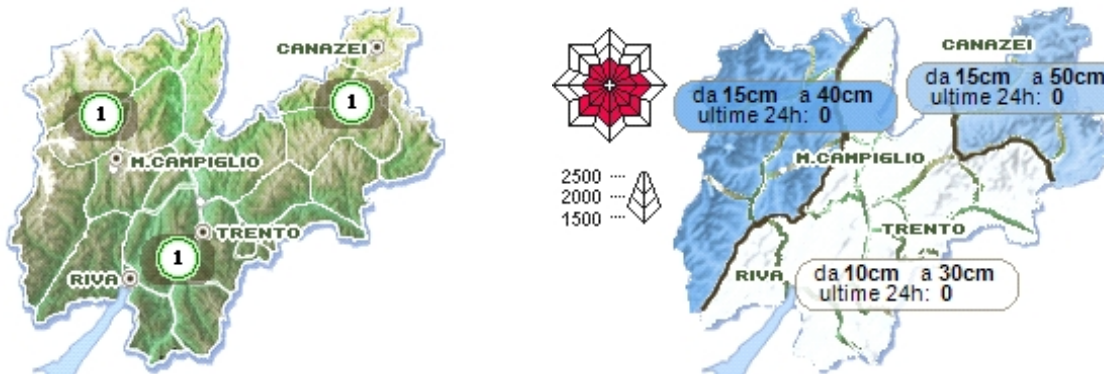 CANAZEI
1
1
M.CAMPIGLIO
TRENTO
1
RIVA
CANAZEI
da 15cm a 50cm
ultime 24h: 0
da 15cm a 40cm
ultime 24h: 0
M.CAMPIGLIO
2500
2000
1500
TRENTO
RIVA
da 10cm a 30cm
ultime 24h: 0